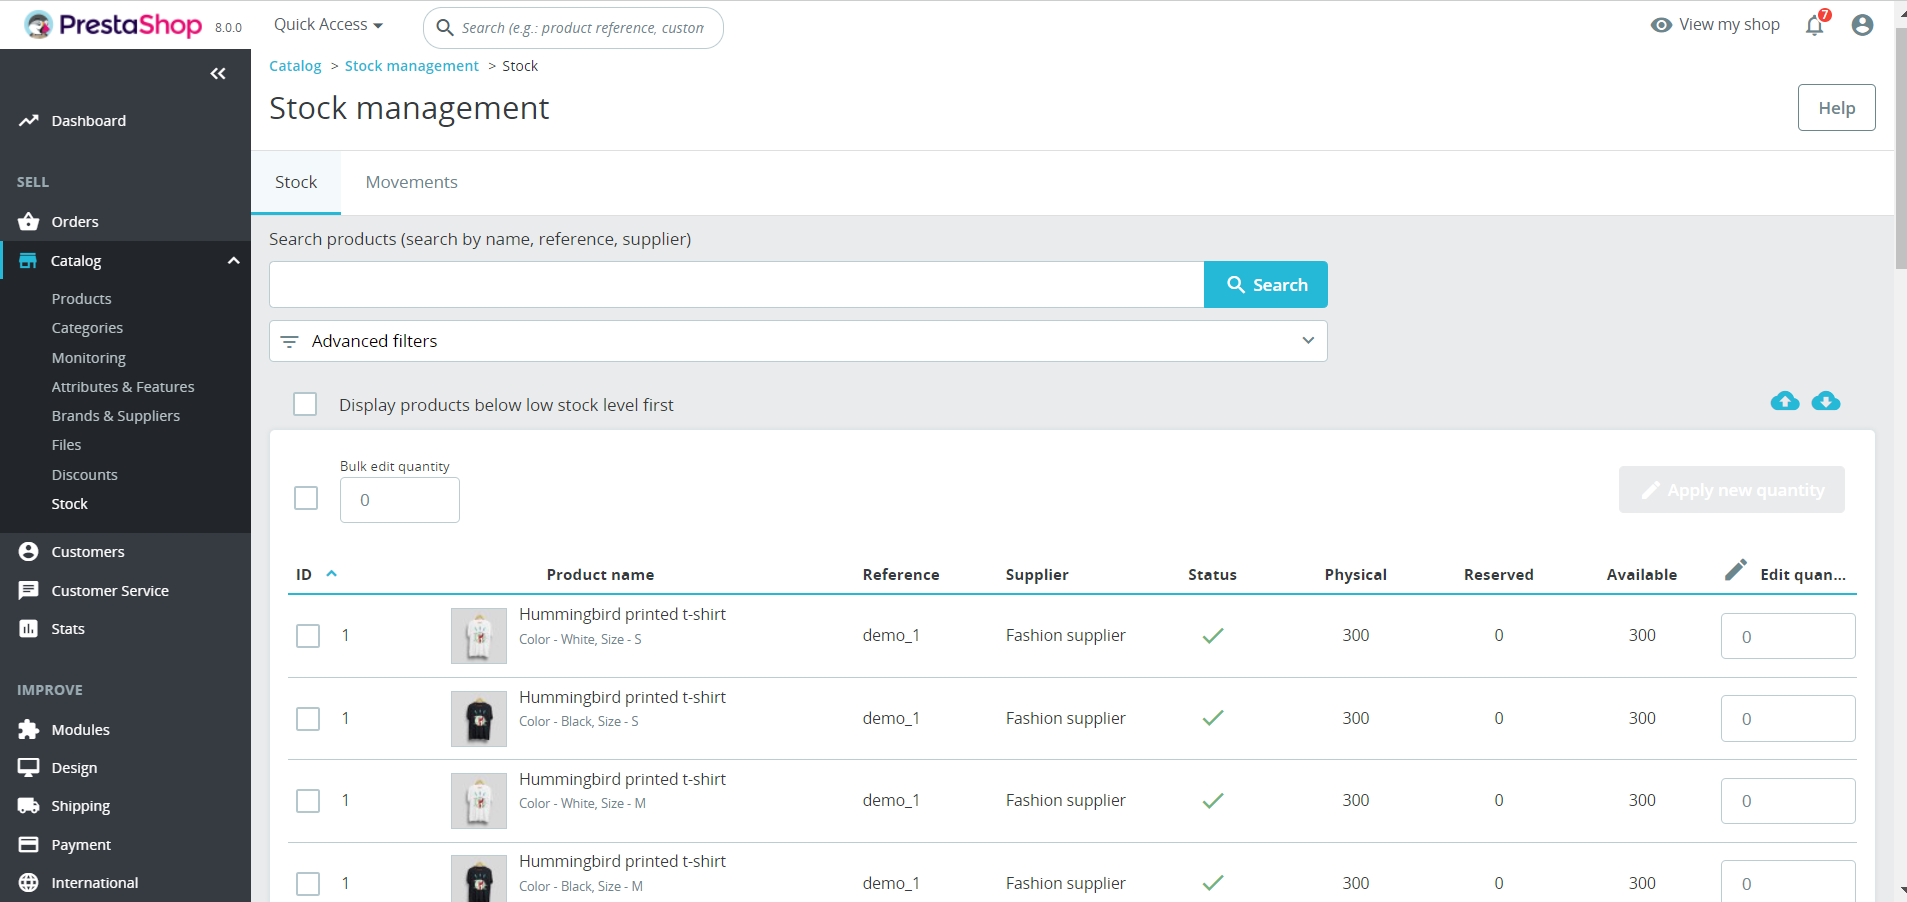 PrestaShop 8.0.0
Quick Access
Search (e.g.: product reference, custom
View my shop
7
Catalog > Stock management > Stock
Stock management
Help
Dashboard
SELL
Orders
Catalog
Products
Categories
Monitoring
Attributes & Features
Brands & Suppliers
Files
Discounts
Stock
Customers
Customer Service
Stats
IMPROVE
Modules
Design
Shipping
Payment
International
Stock
Movements
Search products (search by name, reference, supplier)
Search
Advanced filters
Display products below low stock level first
Bulk edit quantity
0
Apply new quantity
ID Product name Reference Supplier Status Physical Reserved Available Edit quan...
1 Hummingbird printed t-shirt demo_1 Fashion supplier 300 0 300 0
Color - White, Size - S
1 Hummingbird printed t-shirt demo_1 Fashion supplier 300 0 300 0
Color - Black, Size - S
1 Hummingbird printed t-shirt demo_1 Fashion supplier 300 0 300 0
Color - White, Size - M
1 Hummingbird printed t-shirt demo_1 Fashion supplier 300 0 300 0
Color - Black, Size - M